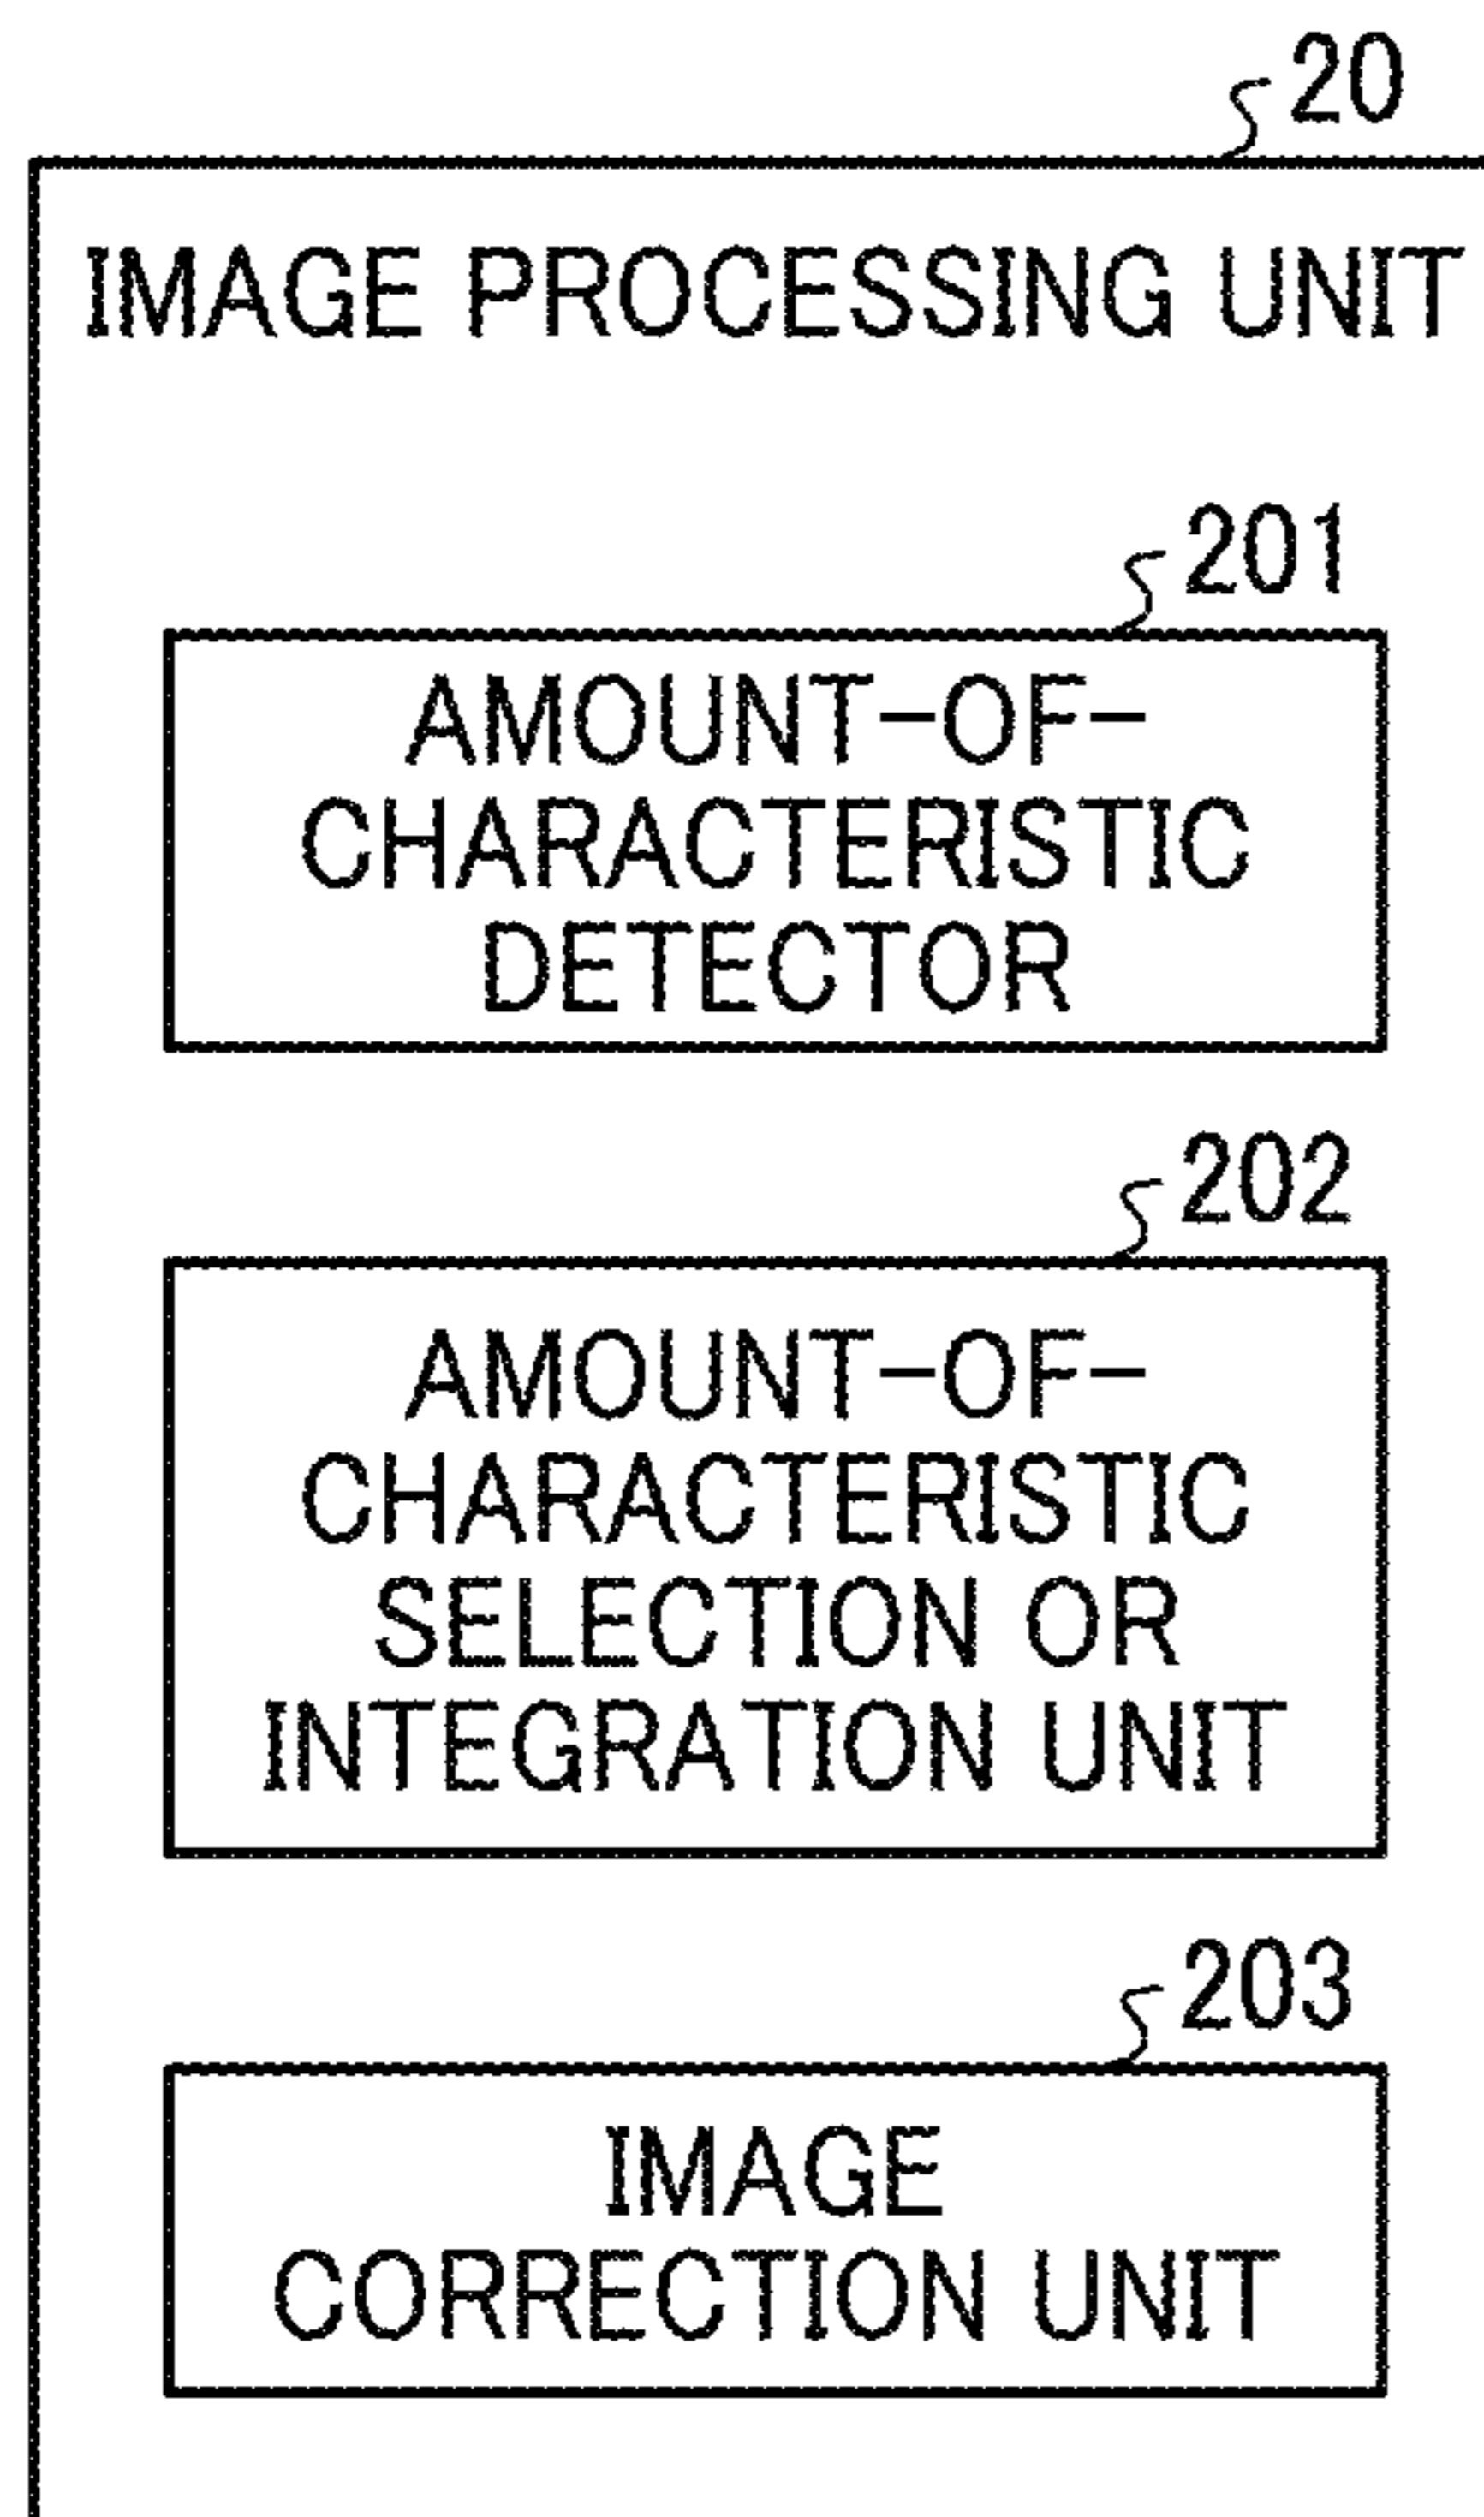 20
IMAGE PROCESSING UNIT
201
AMOUNT-OF-
CHARACTERISTIC
DETECTOR
202
AMOUNT-OF-
CHARACTERISTIC
SELECTION OR
INTEGRATION UNIT
203
IMAGE
CORRECTION UNIT